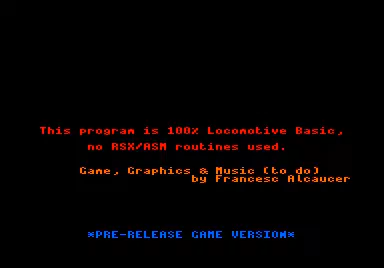 This program is 100% Locomotive Basic,
no RSX/ASM routines used.
Game, Graphics & Music (to do)
by Francesc Alcaucer
*PRE-RELEASE GAME VERSION*